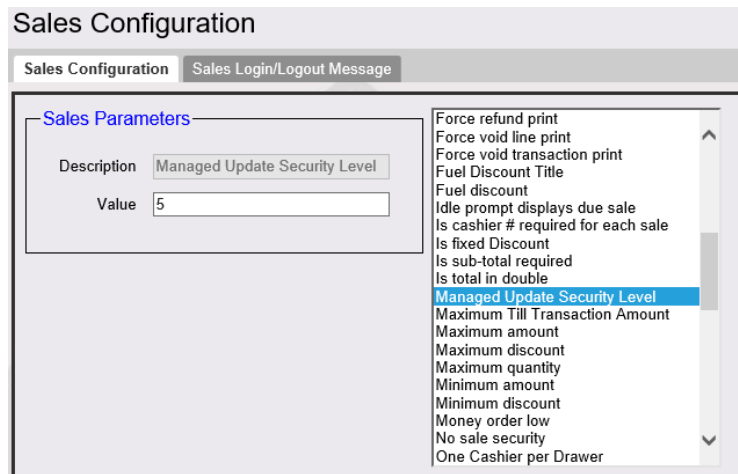 Sales Configuration
Sales Configuration Sales Login/Logout Message
Sales Parameters
Description Managed Update Security Level
Value 5
Force refund print
Force void line print
Force void transaction print
Fuel Discount Title
Fuel discount
Idle prompt displays due sale
Is cashier # required for each sale
Is fixed Discount
Is sub-total required
Is total in double
Managed Update Security Level
Maximum Till Transaction Amount
Maximum amount
Maximum discount
Maximum quantity
Minimum amount
Minimum discount
Money order low
No sale security
One Cashier per Drawer